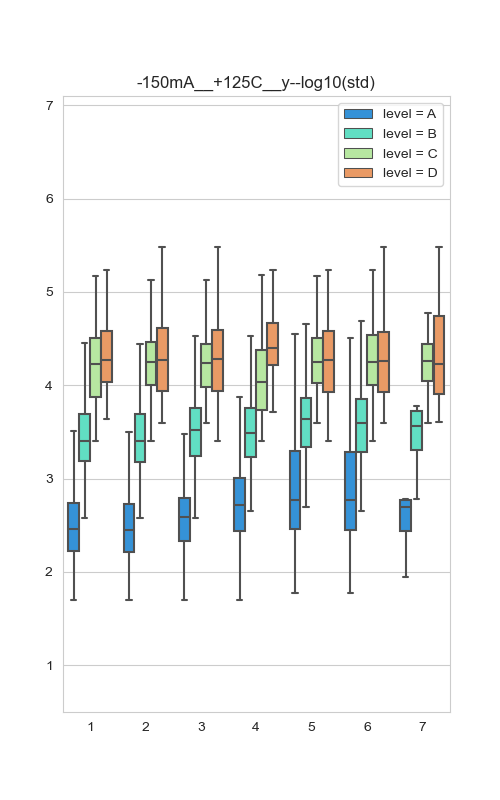 -150mA__+125C__y--log10(std)
level = A
level = B
level = C
level = D
7
6
5
4
3
2
1
1 2 3 4 5 6 7